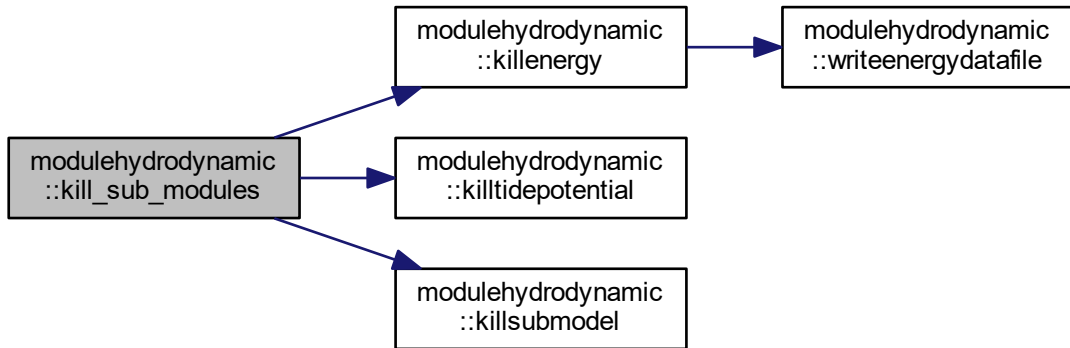 modulehydrodynamic
::kill_sub_modules
modulehydrodynamic
::killenergy
modulehydrodynamic
::writeenergydatafile
modulehydrodynamic
::killtidepotential
modulehydrodynamic
::killsubmodel